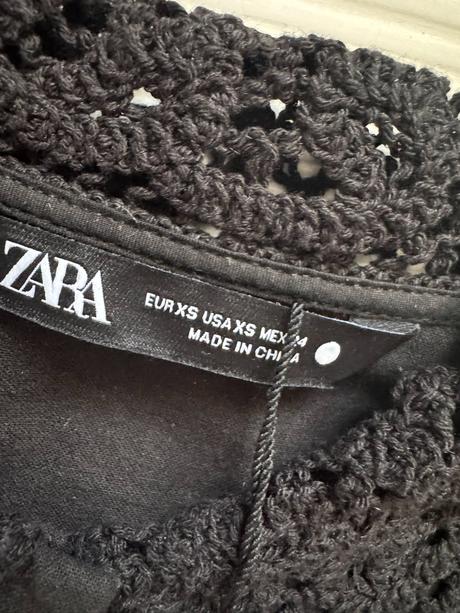 ZARA
EUR XS USA XS MEX 24
MADE IN CHINA